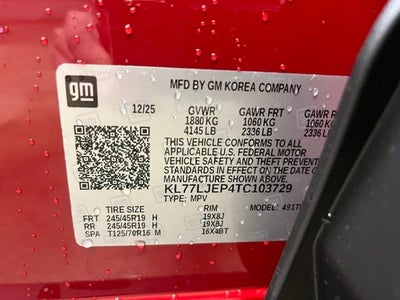 gm
MFD BY GM KOREA COMPANY
12/25 GVWR GAWR FRT GAWR
1880 KG 1060 KG 1060 KG
4145 LB 2336 LB 2336 LB
THIS VEHICLE CONFORMS TO ALL
APPLICABLE U.S. FEDERAL MOTOR
VEHICLE SAFETY AND THEFT
PREVENTION STANDARDS IN EFFECT ON
THE DATE OF MANUFACTURE SHOWN ABOVE.
KL77LJEP4TC103729
TYPE: MPV MODEL: 491T
TIRE SIZE RIM
FRT 245/45R19 H 19X8J
RR 245/45R19 H 19X8J
SPA T125/70R16 M 16X4BT